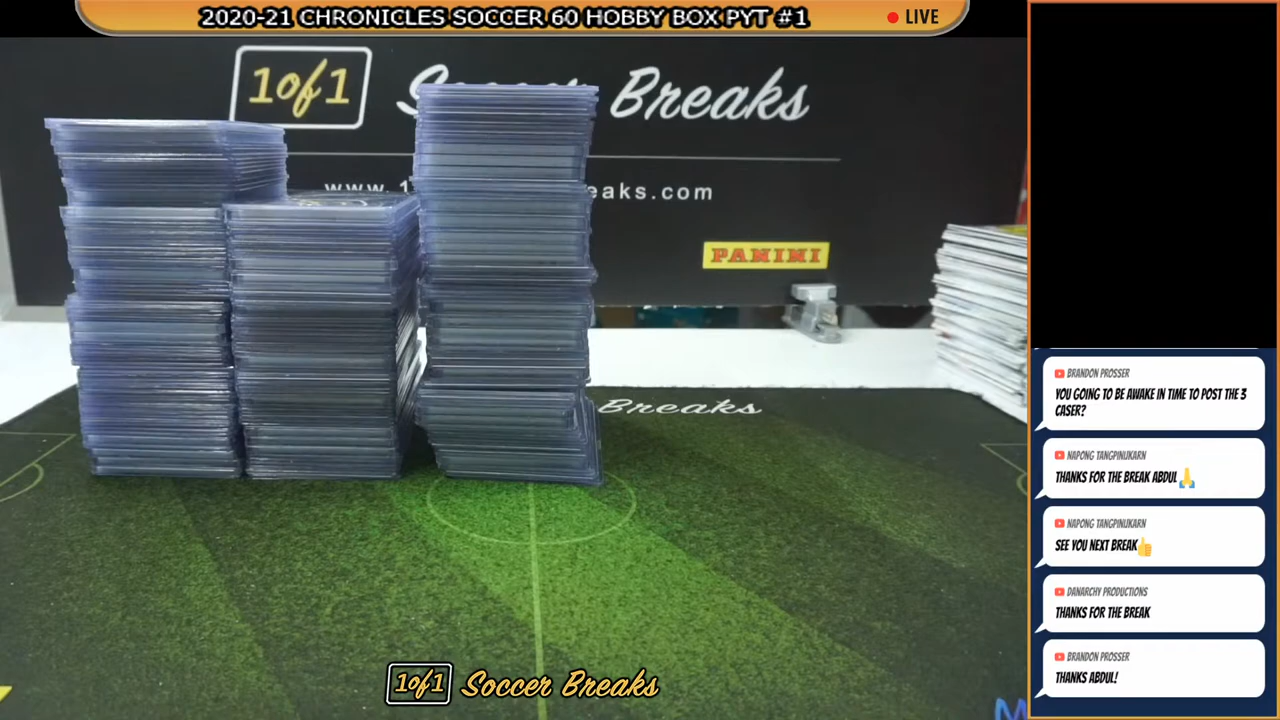 2020-21 CHRONICLES SOCCER 60 HOBBY BOX PYT #1
LIVE
1of1
Breaks
www.1
eaks.com
PANINI
Breaks
1of1 Soccer Breaks
BRANDON PROSSER
YOU GOING TO BE AWAKE IN TIME TO POST THE 3
CASER?
NAPONG TANGPINIJKARN
THANKS FOR THE BREAK ABDUL🙏
NAPONG TANGPINIJKARN
SEE YOU NEXT BREAK👍
DANARCHY PRODUCTIONS
THANKS FOR THE BREAK
BRANDON PROSSER
THANKS ABDUL!